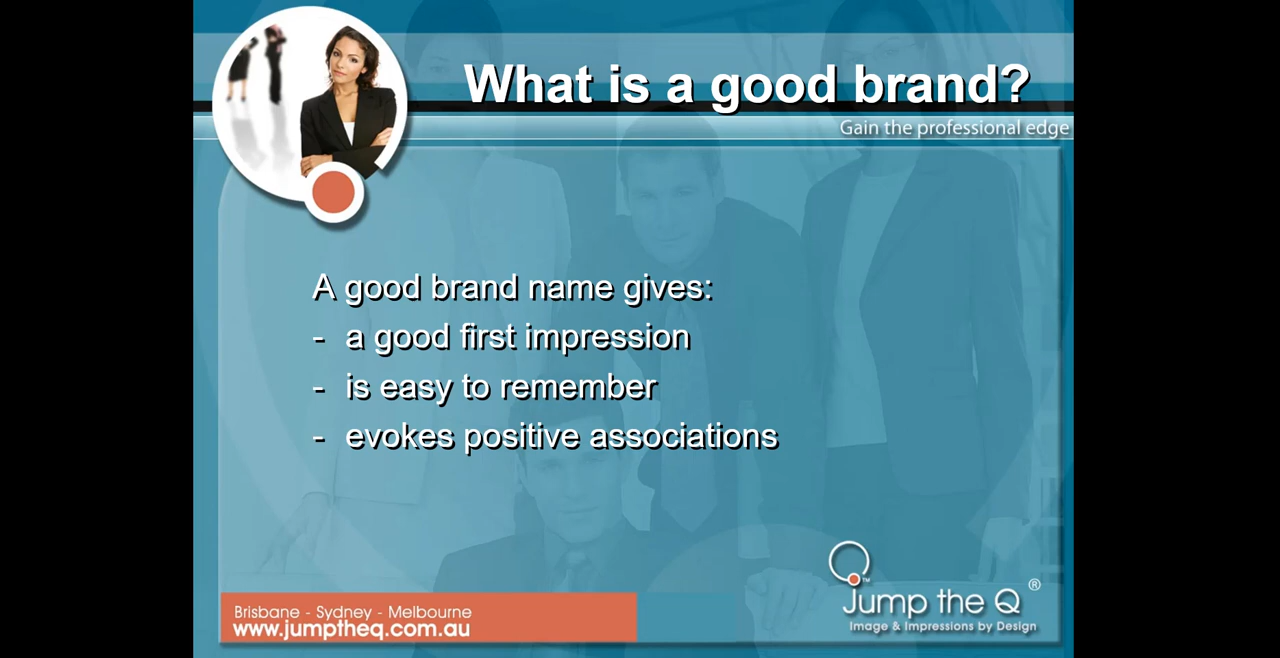 What is a good brand?
Gain the professional edge
A good brand name gives:
- a good first impression
- is easy to remember
- evokes positive associations
Brisbane - Sydney - Melbourne
www.jumptheq.com.au
™
Jump the Q ®
Image & Impressions by Design